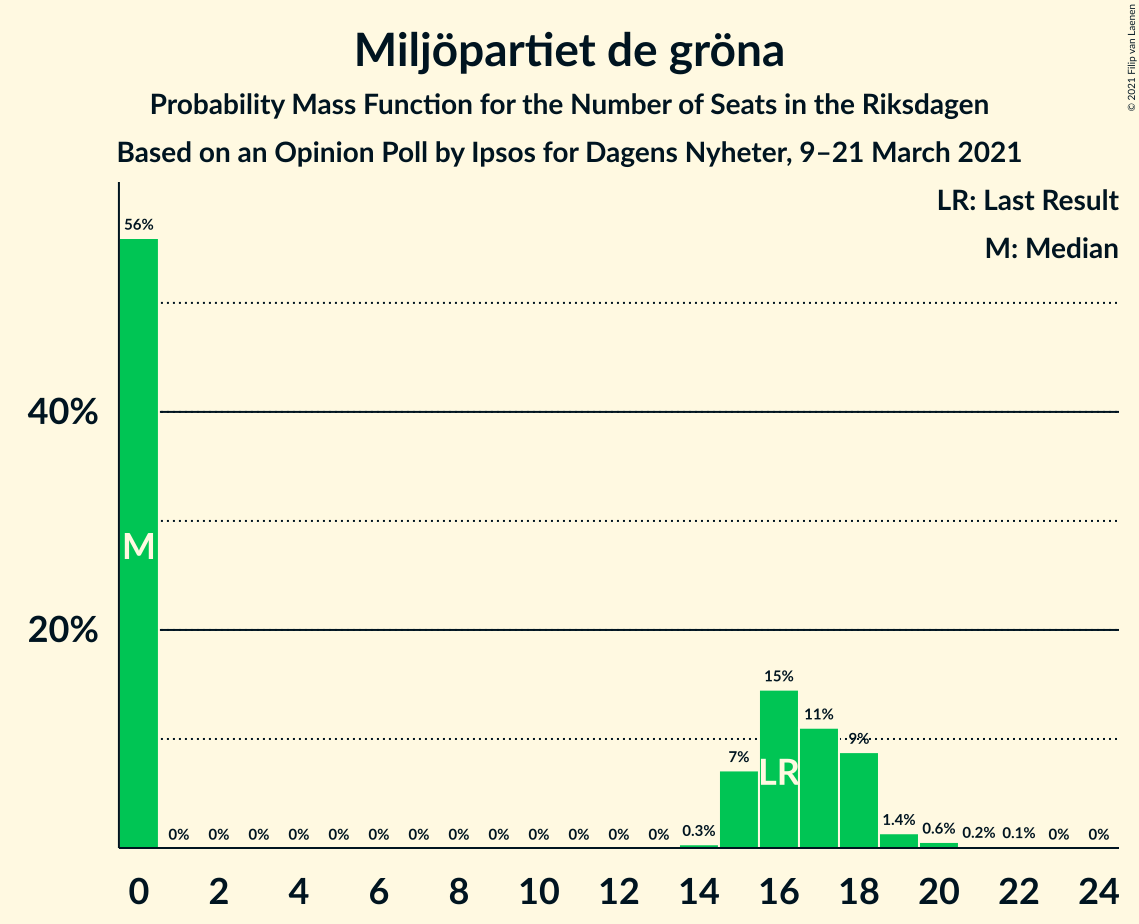 Miljöpartiet de gröna
Probability Mass Function for the Number of Seats in the Riksdagen
Based on an Opinion Poll by Ipsos for Dagens Nyheter, 9–21 March 2021
© 2021 Filip van Laenen
LR: Last Result
M: Median
56%
40%
M
20%
15%
11%
9%
7%
LR
0% 0% 0% 0% 0% 0% 0% 0% 0% 0% 0% 0% 0% 0.3% 1.4% 0.6% 0.2% 0.1% 0% 0%
0 2 4 6 8 10 12 14 16 18 20 22 24